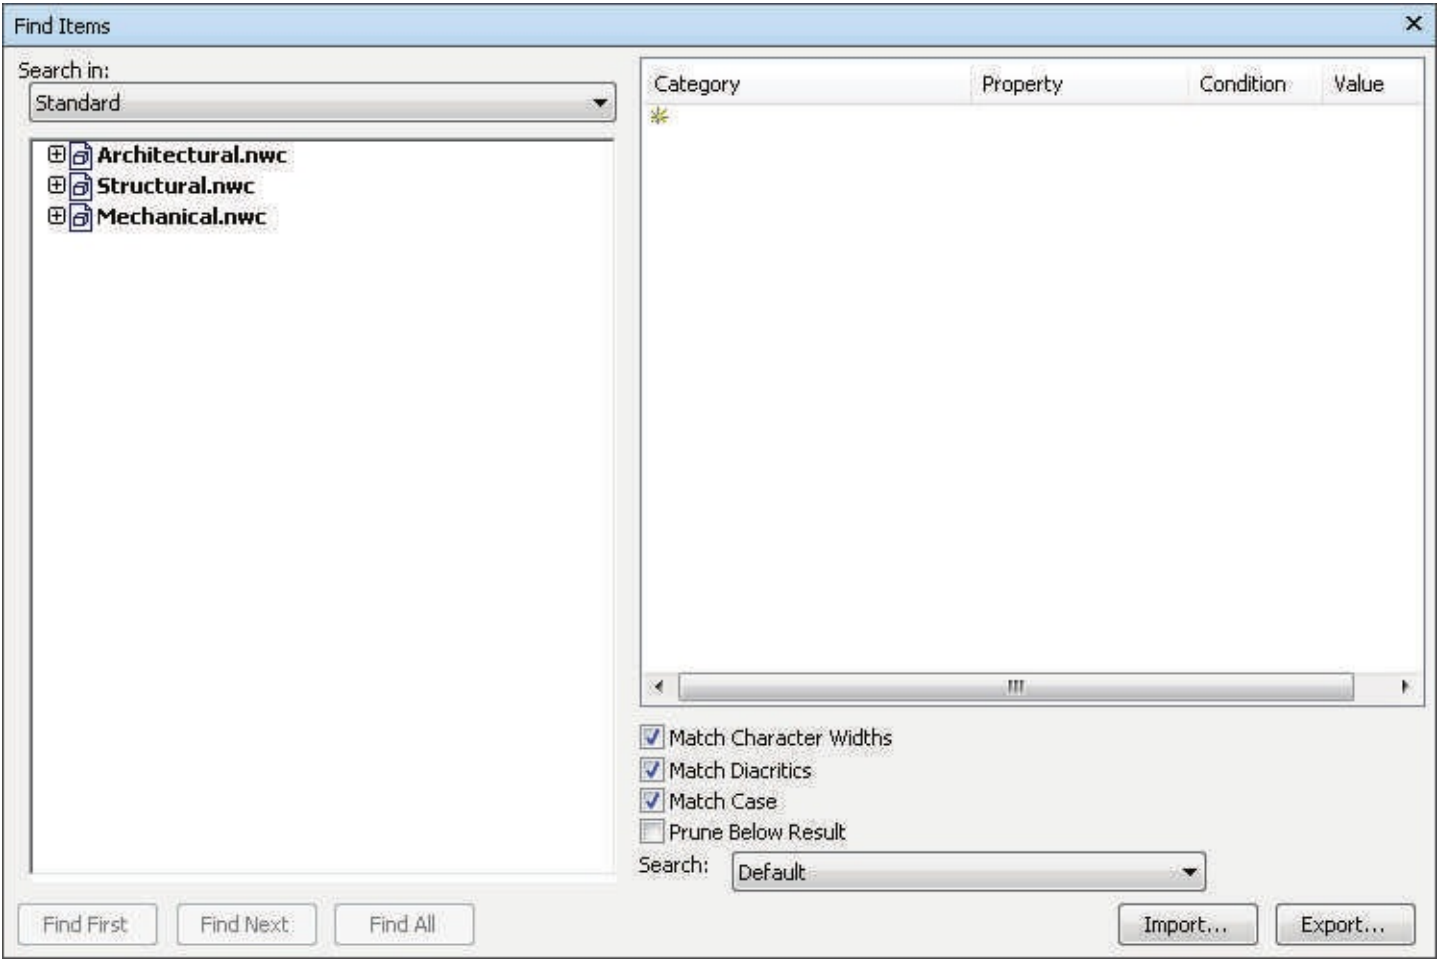 Find Items
Search in:
Standard
Architectural.nwc
Structural.nwc
Mechanical.nwc
Category Property Condition Value
Match Character Widths
Match Diacritics
Match Case
Prune Below Result
Search: Default
Find First Find Next Find All Import... Export...